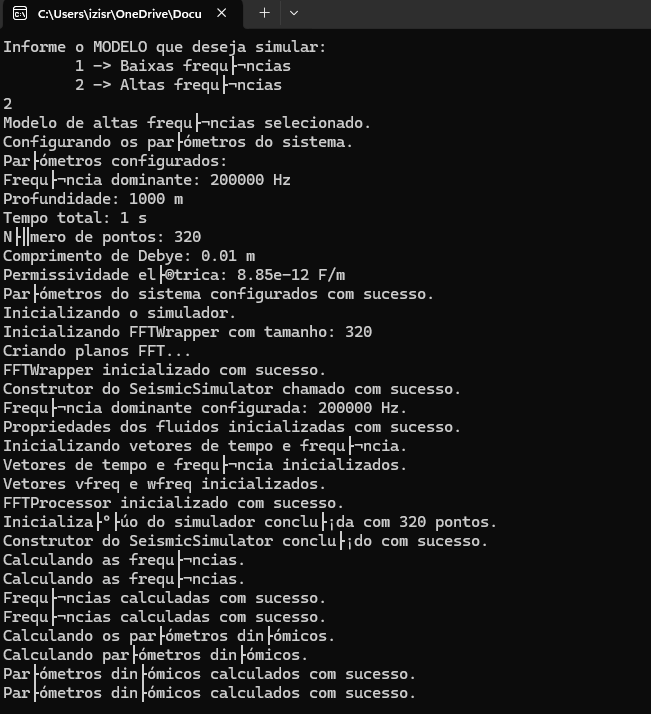 C:\Users\izisr\OneDrive\Docu
Informe o MODELO que deseja simular:
1 -> Baixas frequ├¬ncias
2 -> Altas frequ├¬ncias
2
Modelo de altas frequ├¬ncias selecionado.
Configurando os par├ómetros do sistema.
Par├ómetros configurados:
Frequ├¬ncia dominante: 200000 Hz
Profundidade: 1000 m
Tempo total: 1 s
N├║mero de pontos: 320
Comprimento de Debye: 0.01 m
Permissividade el├®trica: 8.85e-12 F/m
Par├ómetros do sistema configurados com sucesso.
Inicializando o simulador.
Inicializando FFTWrapper com tamanho: 320
Criando planos FFT...
FFTWrapper inicializado com sucesso.
Construtor do SeismicSimulator chamado com sucesso.
Frequ├¬ncia dominante configurada: 200000 Hz.
Propriedades dos fluidos inicializadas com sucesso.
Inicializando vetores de tempo e frequ├¬ncia.
Vetores de tempo e frequ├¬ncia inicializados.
Vetores vfreq e wfreq inicializados.
FFTProcessor inicializado com sucesso.
Inicializa├º├úo do simulador conclu├¡da com 320 pontos.
Construtor do SeismicSimulator conclu├¡do com sucesso.
Calculando as frequ├¬ncias.
Calculando as frequ├¬ncias.
Frequ├¬ncias calculadas com sucesso.
Frequ├¬ncias calculadas com sucesso.
Calculando os par├ómetros din├ómicos.
Calculando par├ómetros din├ómicos.
Par├ómetros din├ómicos calculados com sucesso.
Par├ómetros din├ómicos calculados com sucesso.